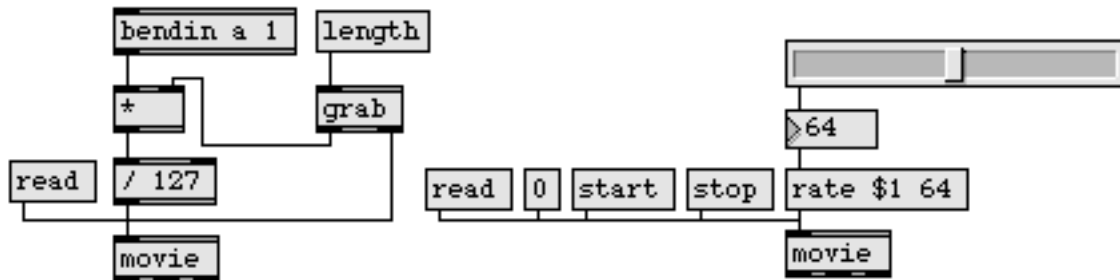 bendin a 1
length
*
grab
read
/ 127
movie
64
read
0
start
stop
rate $1 64
movie